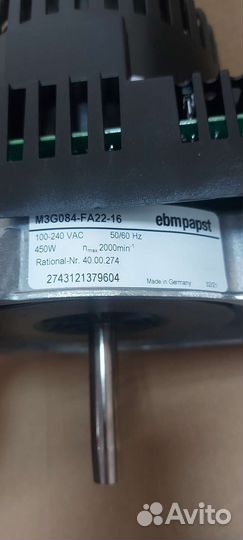 M3G084-FA22-16
ebmpapst
100-240 VAC 50/60 Hz
450W nmax 2000min-1
Rational-Nr. 40.00.274
2743121379604
Made in Germany 02/21
Avito